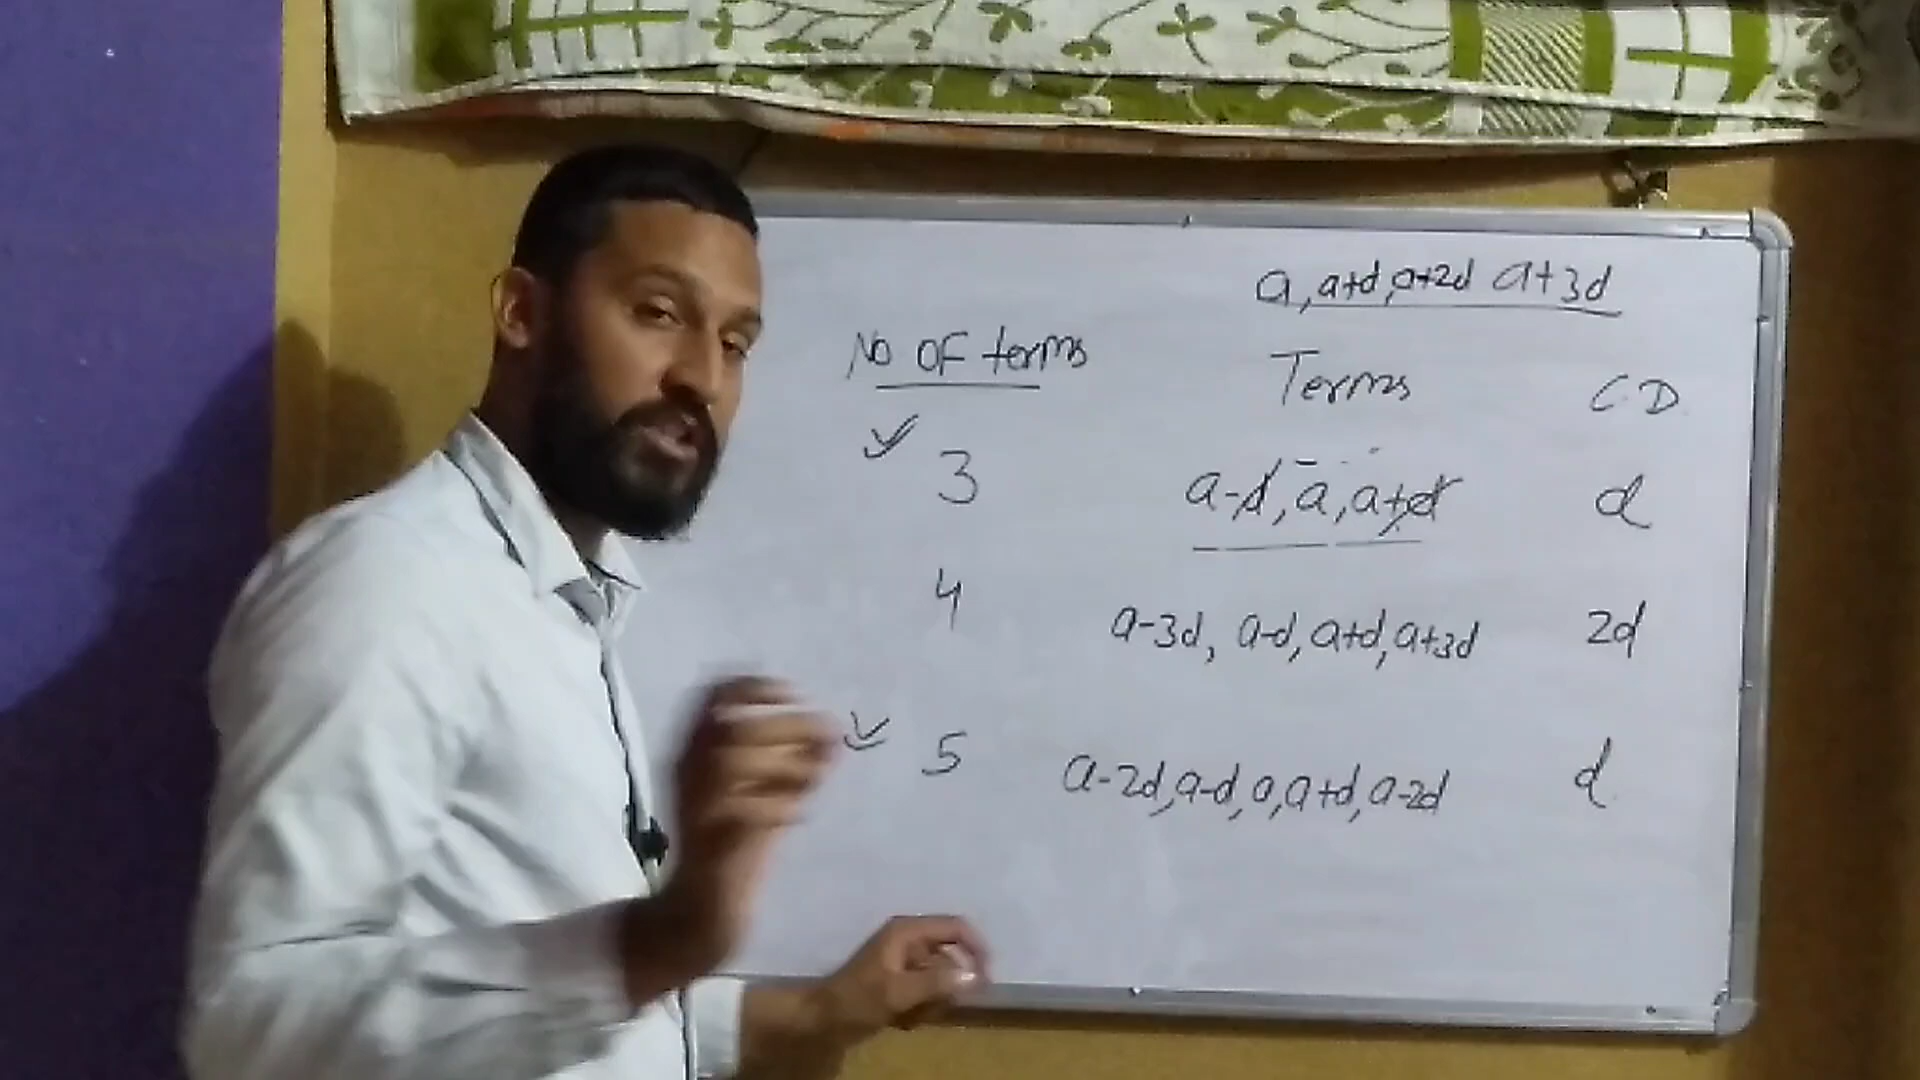 a, a+d, a+2d a+3d
No OF terms Terms C.D.
3 a-d, a, a+d d
4 a-3d, a-d, a+d, a+3d 2d
5 a-2d, a-d, a, a+d, a-2d d